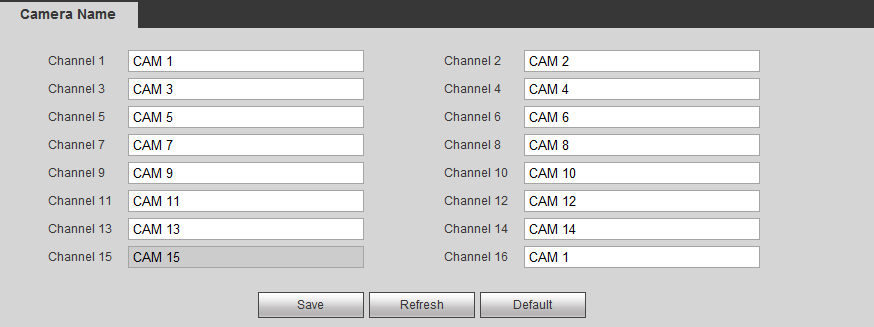 Camera Name
Channel 1 CAM 1 Channel 2 CAM 2
Channel 3 CAM 3 Channel 4 CAM 4
Channel 5 CAM 5 Channel 6 CAM 6
Channel 7 CAM 7 Channel 8 CAM 8
Channel 9 CAM 9 Channel 10 CAM 10
Channel 11 CAM 11 Channel 12 CAM 12
Channel 13 CAM 13 Channel 14 CAM 14
Channel 15 CAM 15 Channel 16 CAM 1
Save Refresh Default